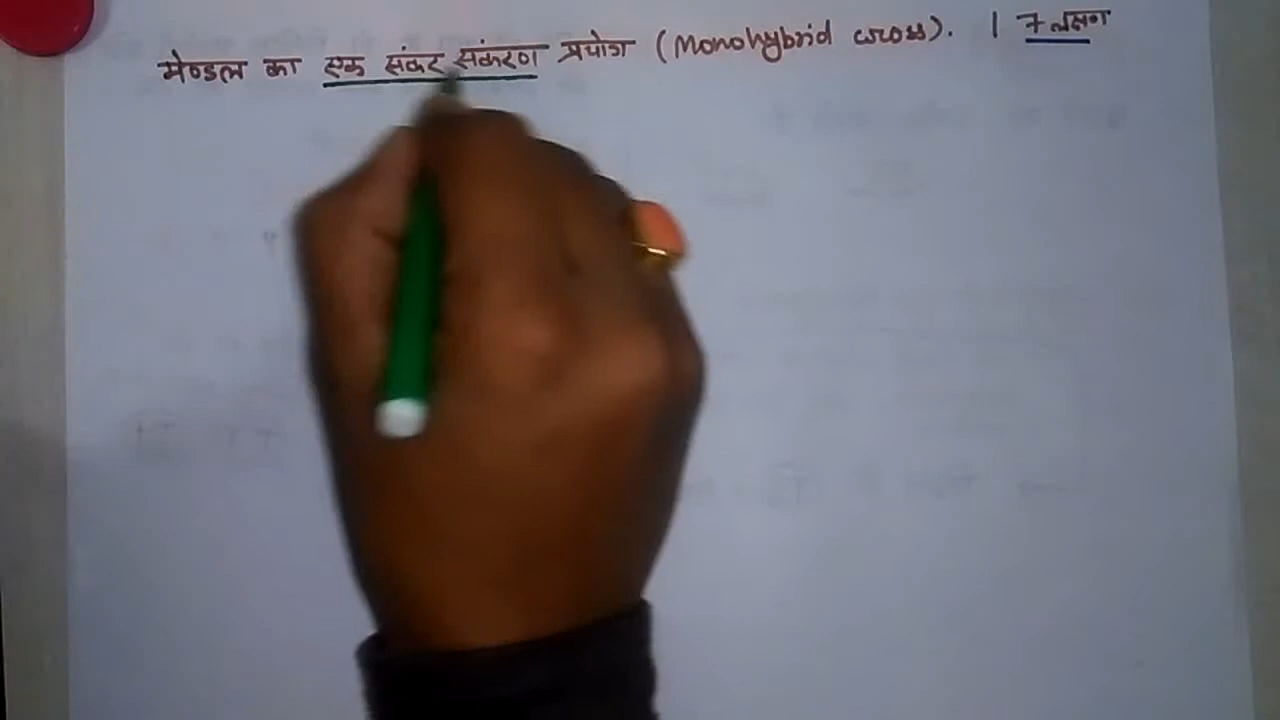 मेण्डल का एक संकर संकरण प्रयोग (Monohybrid cross). | 7 लक्षण